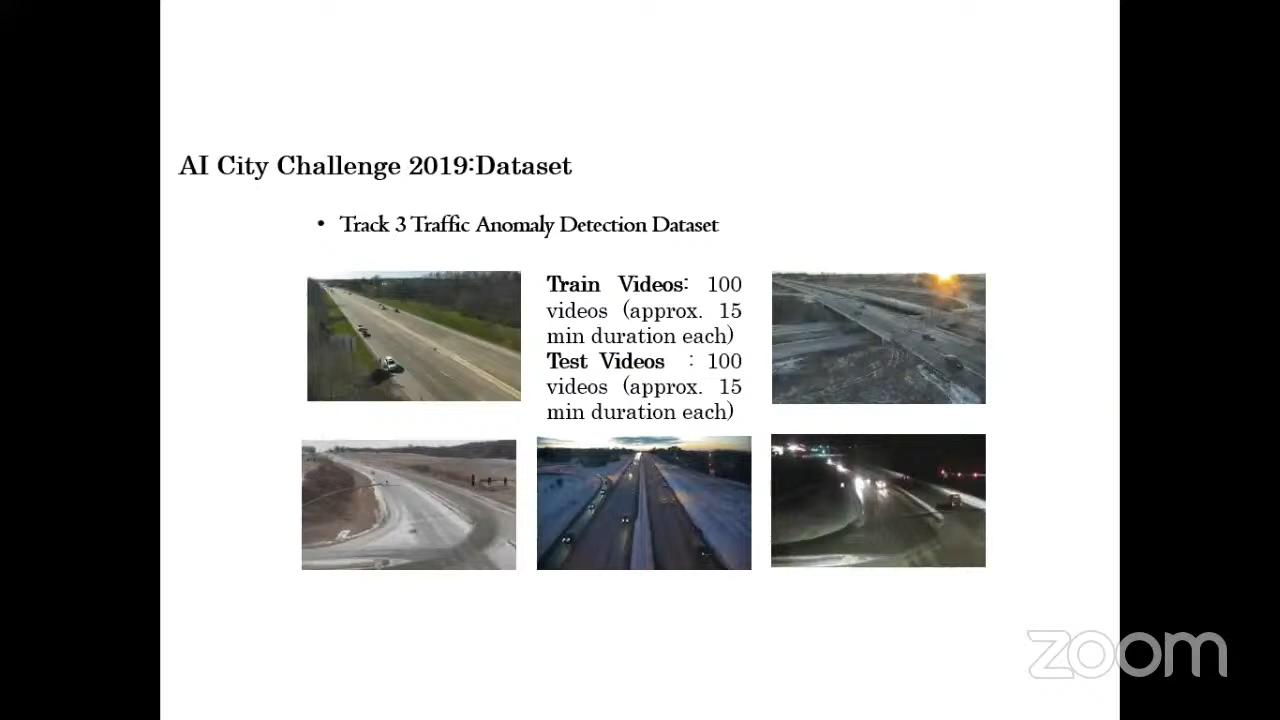 AI City Challenge 2019:Dataset
• Track 3 Traffic Anomaly Detection Dataset
Train Videos: 100
videos (approx. 15
min duration each)
Test Videos : 100
videos (approx. 15
min duration each)
zoom